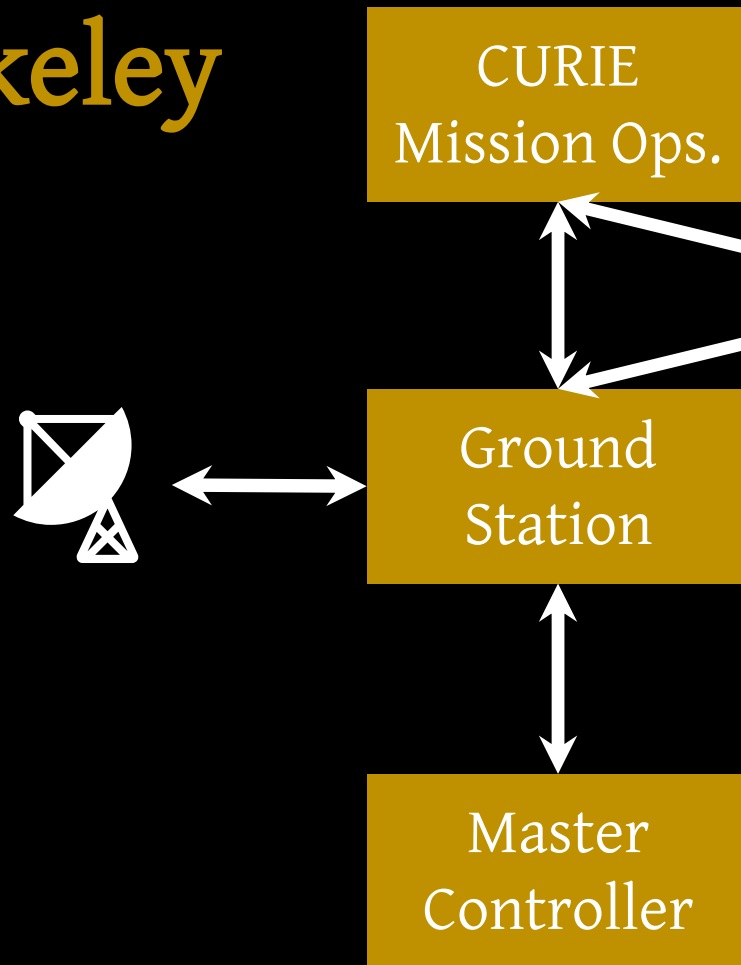 keley
CURIE
Mission Ops.
Ground
Station
Master
Controller